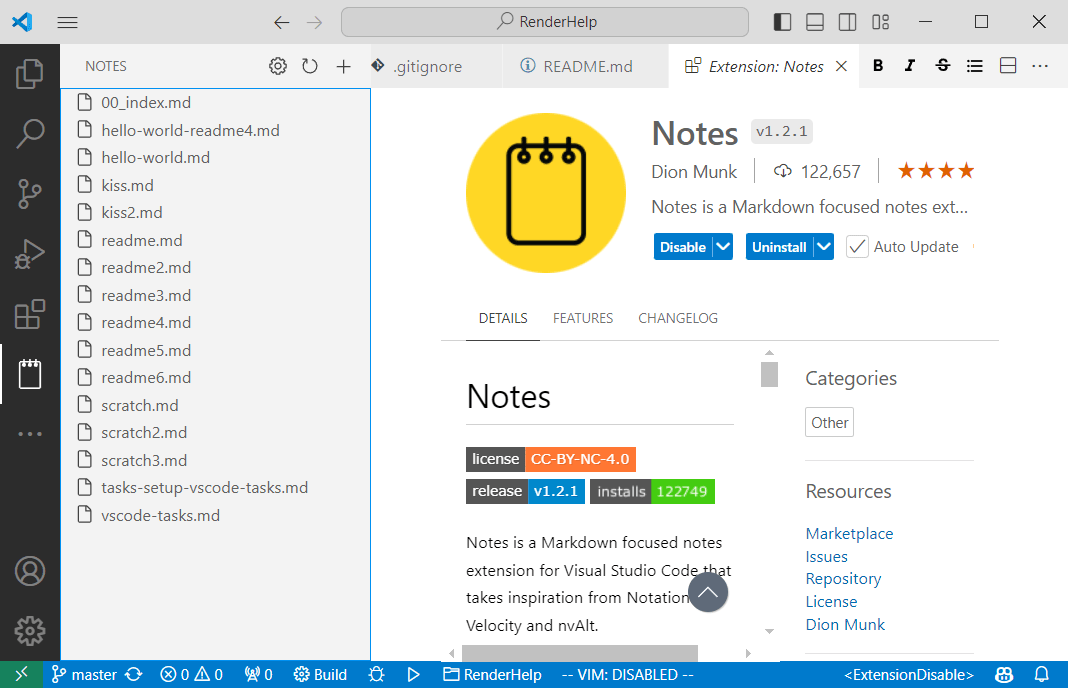 RenderHelp
NOTES
.gitignore
README.md
Extension: Notes
B I S
00_index.md
hello-world-readme4.md
hello-world.md
kiss.md
kiss2.md
readme.md
readme2.md
readme3.md
readme4.md
readme5.md
readme6.md
scratch.md
scratch2.md
scratch3.md
tasks-setup-vscode-tasks.md
vscode-tasks.md
Notes v1.2.1
Dion Munk 122,657
Notes is a Markdown focused notes ext...
Disable Uninstall Auto Update
DETAILS FEATURES CHANGELOG
Notes
license CC-BY-NC-4.0
release v1.2.1 installs 122749
Notes is a Markdown focused notes
extension for Visual Studio Code that
takes inspiration from Notation
Velocity and nvAlt.
Categories
Other
Resources
Marketplace
Issues
Repository
License
Dion Munk
master 0 0 0 Build RenderHelp -- VIM: DISABLED -- <ExtensionDisable>